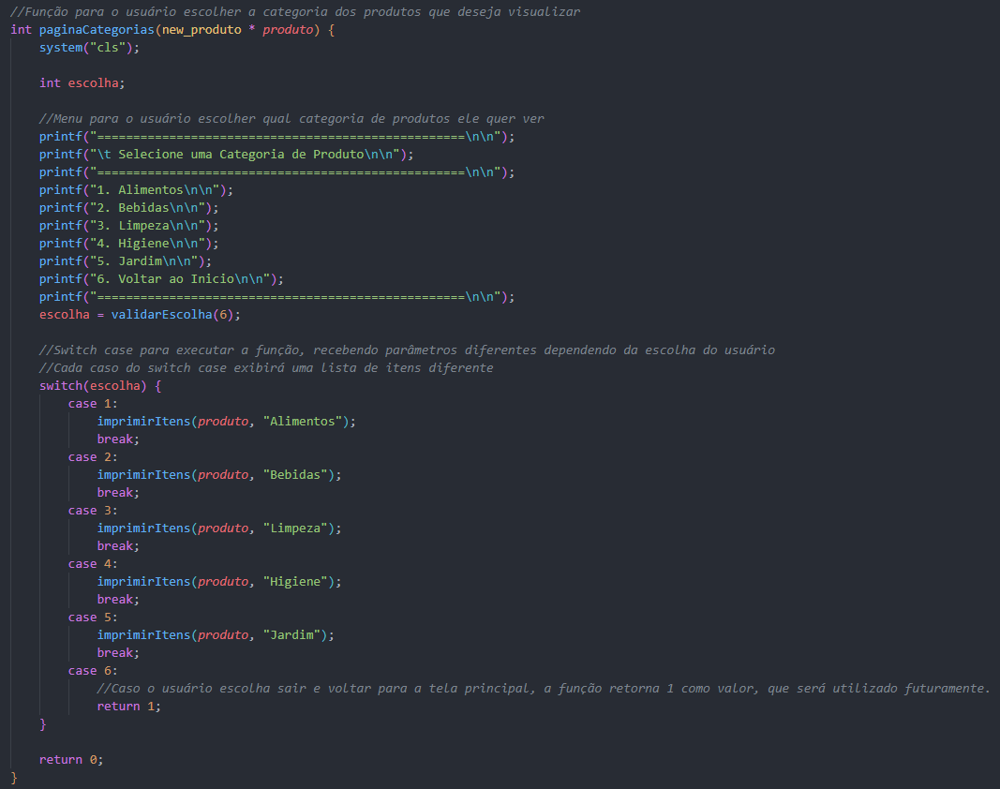 //Função para o usuário escolher a categoria dos produtos que deseja visualizar
int paginaCategorias(new_produto * produto) {
    system("cls");

    int escolha;

    //Menu para o usuário escolher qual categoria de produtos ele quer ver
    printf("===================================================\n\n");
    printf("\t Selecione uma Categoria de Produto\n\n");
    printf("===================================================\n\n");
    printf("1. Alimentos\n\n");
    printf("2. Bebidas\n\n");
    printf("3. Limpeza\n\n");
    printf("4. Higiene\n\n");
    printf("5. Jardim\n\n");
    printf("6. Voltar ao Inicio\n\n");
    printf("===================================================\n\n");
    escolha = validarEscolha(6);

    //Switch case para executar a função, recebendo parâmetros diferentes dependendo da escolha do usuário
    //Cada caso do switch case exibirá uma lista de itens diferente
    switch(escolha) {
        case 1:
            imprimirItens(produto, "Alimentos");
            break;
        case 2:
            imprimirItens(produto, "Bebidas");
            break;
        case 3:
            imprimirItens(produto, "Limpeza");
            break;
        case 4:
            imprimirItens(produto, "Higiene");
            break;
        case 5:
            imprimirItens(produto, "Jardim");
            break;
        case 6:
            //Caso o usuário escolha sair e voltar para a tela principal, a função retorna 1 como valor, que será utilizado futuramente.
            return 1;
    }

    return 0;
}